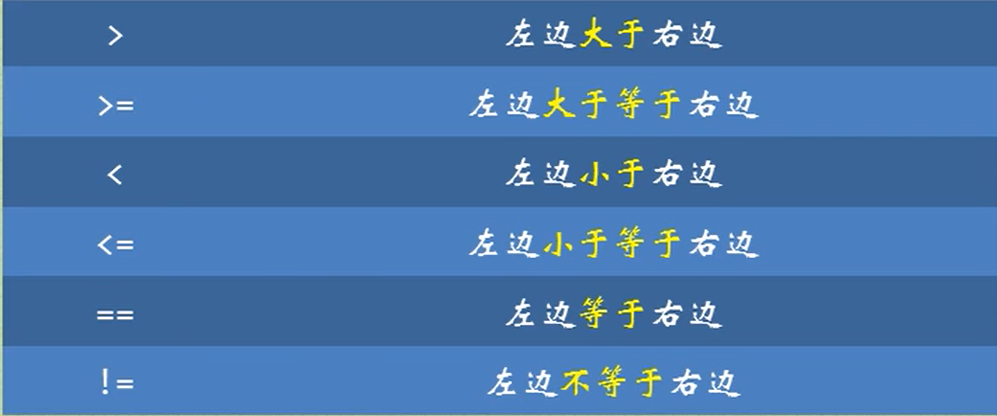 > 左边大于右边
>= 左边大于等于右边
< 左边小于右边
<= 左边小于等于右边
== 左边等于右边
!= 左边不等于右边